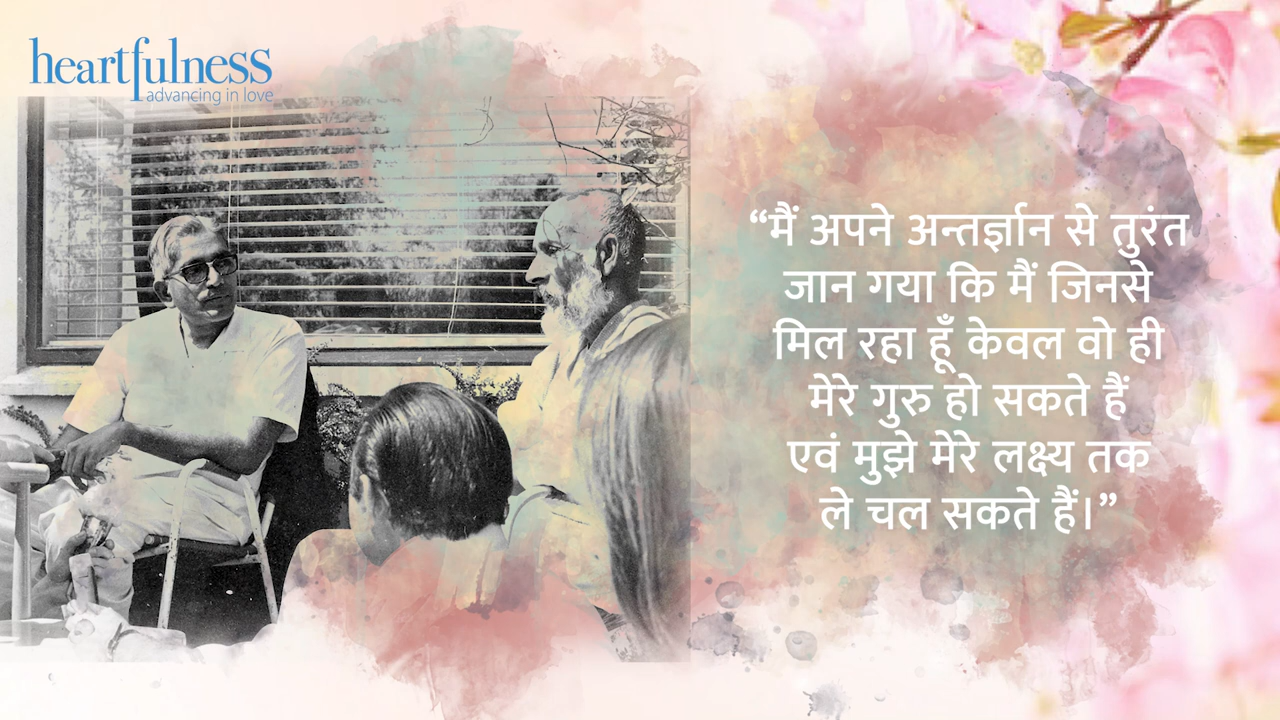 heartfulness
advancing in love
“मैं अपने अन्तर्ज्ञान से तुरंत
जान गया कि मैं जिनसे
मिल रहा हूँ केवल वो ही
मेरे गुरु हो सकते हैं
एवं मुझे मेरे लक्ष्य तक
ले चल सकते हैं।”